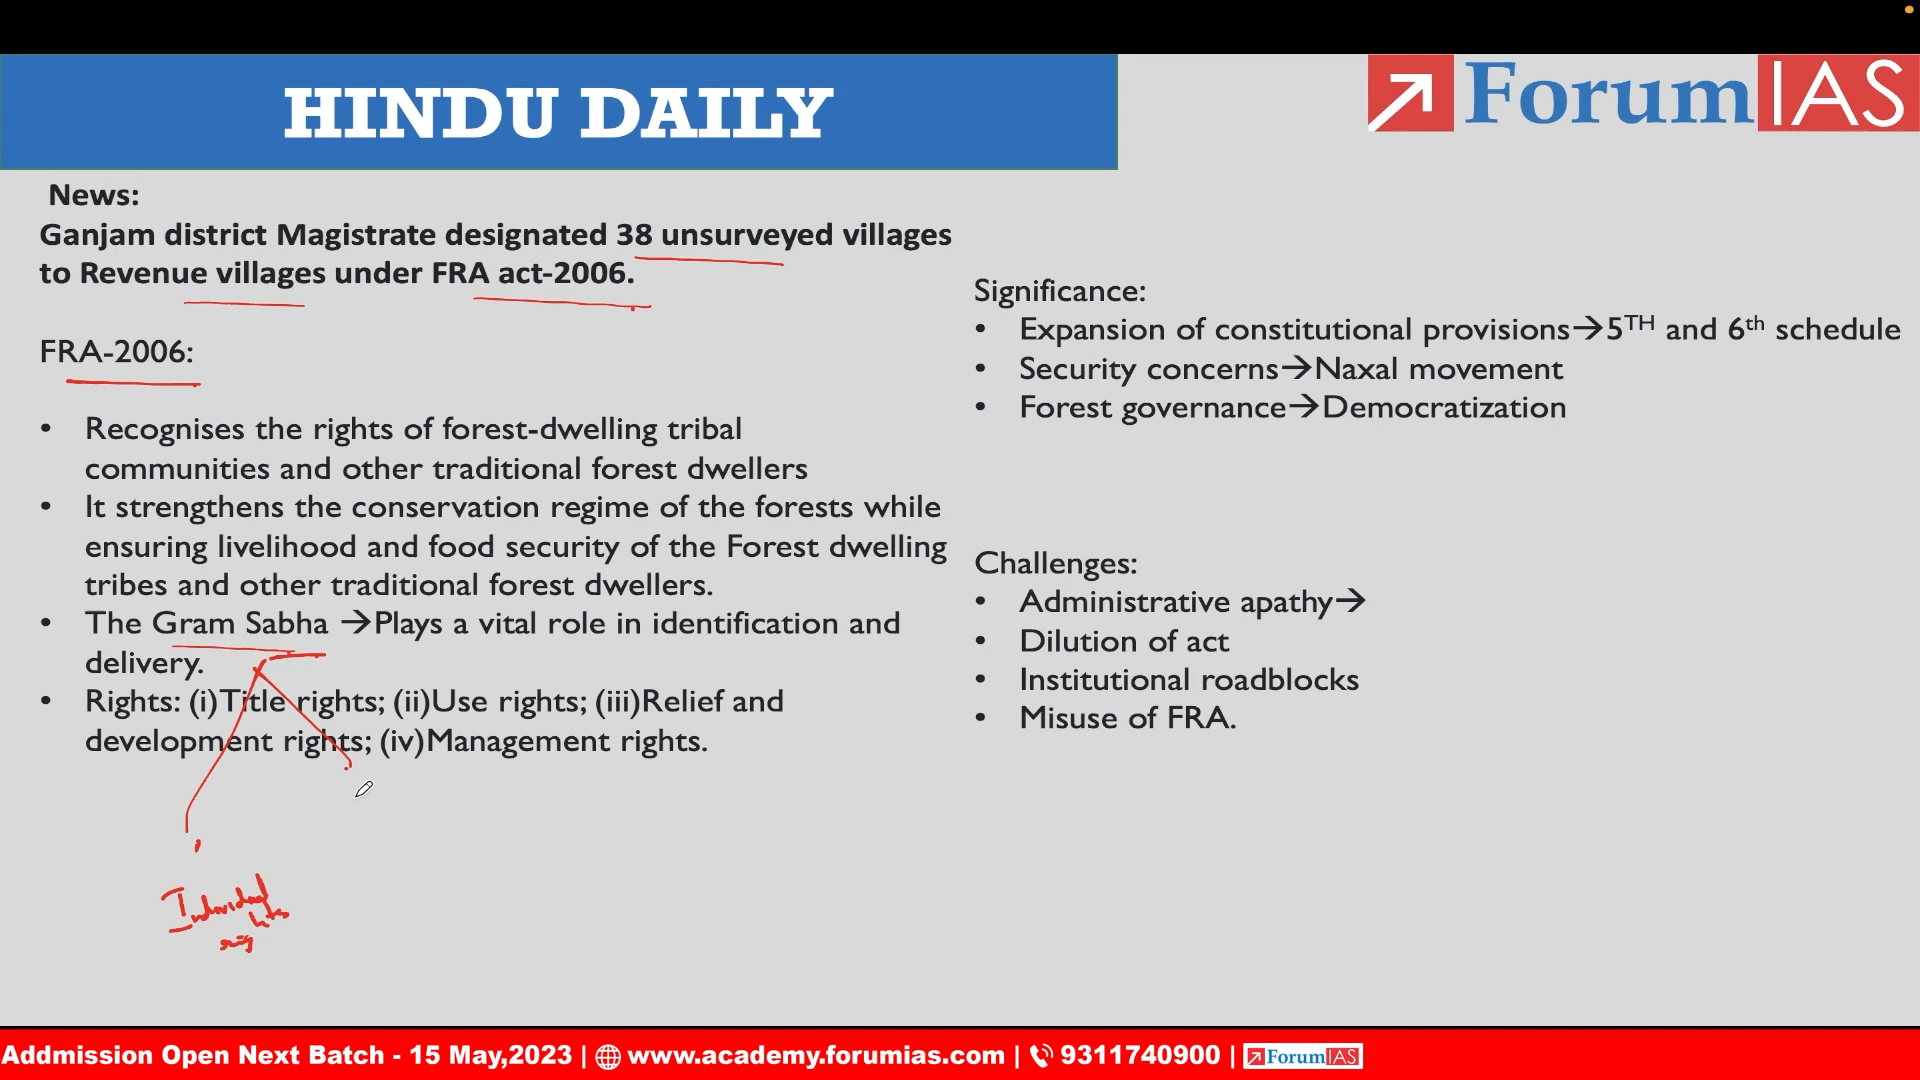 HINDU DAILY
ForumIAS
News:
Ganjam district Magistrate designated 38 unsurveyed villages
to Revenue villages under FRA act-2006.
FRA-2006:
• Recognises the rights of forest-dwelling tribal
communities and other traditional forest dwellers
• It strengthens the conservation regime of the forests while
ensuring livelihood and food security of the Forest dwelling
tribes and other traditional forest dwellers.
• The Gram Sabha →Plays a vital role in identification and
delivery.
• Rights: (i)Title rights; (ii)Use rights; (iii)Relief and
development rights; (iv)Management rights.
Individual
rights
Significance:
• Expansion of constitutional provisions→5TH and 6th schedule
• Security concerns→Naxal movement
• Forest governance→Democratization
Challenges:
• Administrative apathy→
• Dilution of act
• Institutional roadblocks
• Misuse of FRA.
Addmission Open Next Batch - 15 May,2023 | www.academy.forumias.com | 9311740900 | ForumIAS